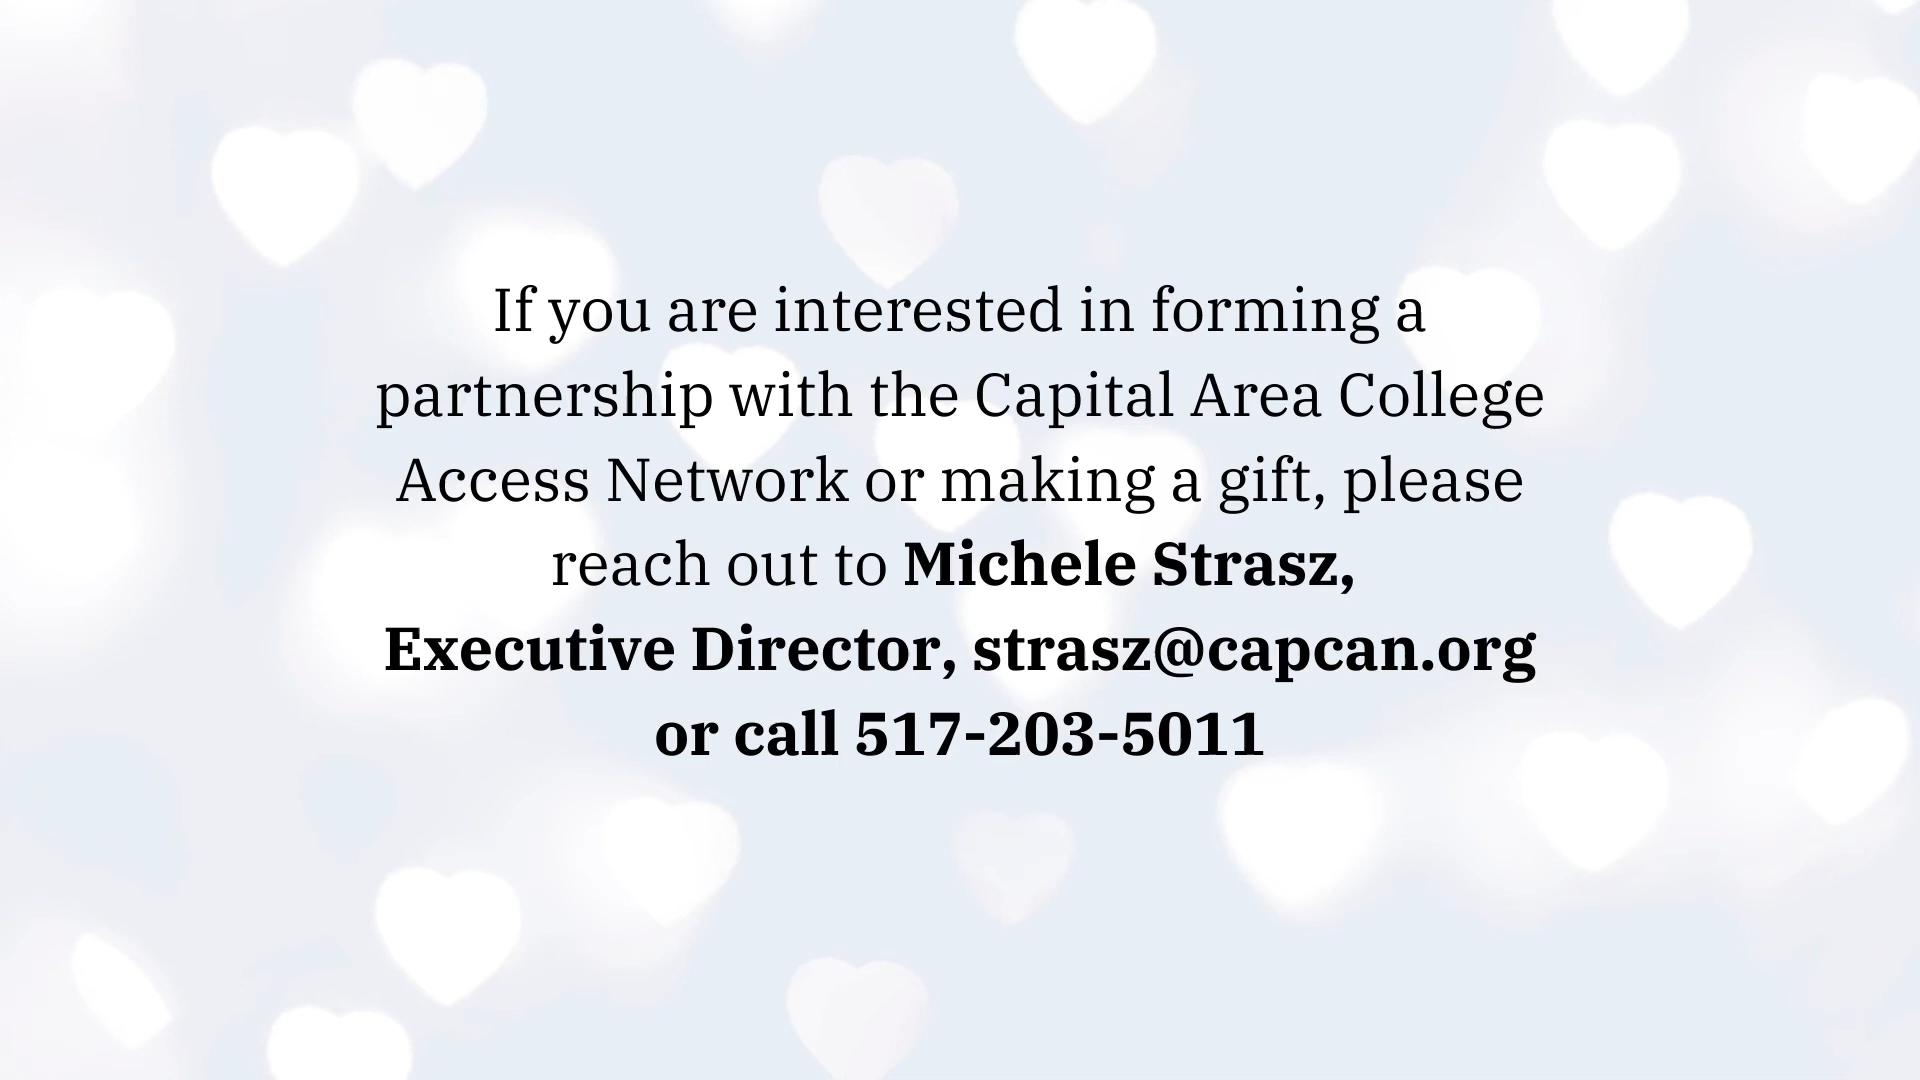 If you are interested in forming a
partnership with the Capital Area College
Access Network or making a gift, please
reach out to Michele Strasz,
Executive Director, strasz@capcan.org
or call 517-203-5011